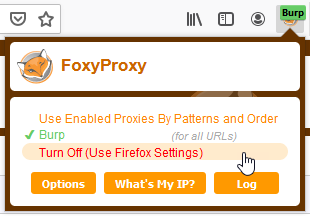 Burp
FoxyProxy
Use Enabled Proxies By Patterns and Order
Burp (for all URLs)
Turn Off (Use Firefox Settings)
Options What's My IP? Log